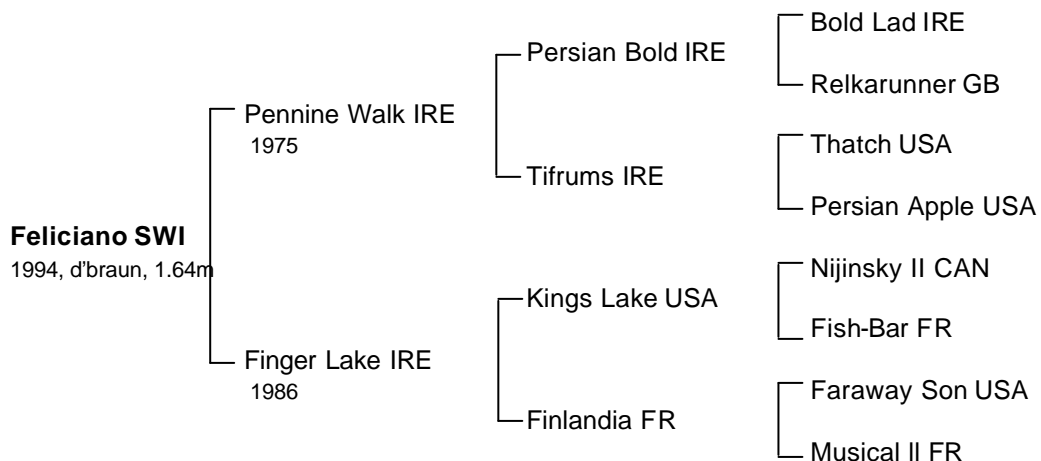 Bold Lad IRE
Persian Bold IRE
Relkarunner GB
Pennine Walk IRE
1975
Thatch USA
Tifrums IRE
Persian Apple USA
Feliciano SWI
1994, d'braun, 1.64m
Nijinsky II CAN
Kings Lake USA
Fish-Bar FR
Finger Lake IRE
1986
Faraway Son USA
Finlandia FR
Musical II FR